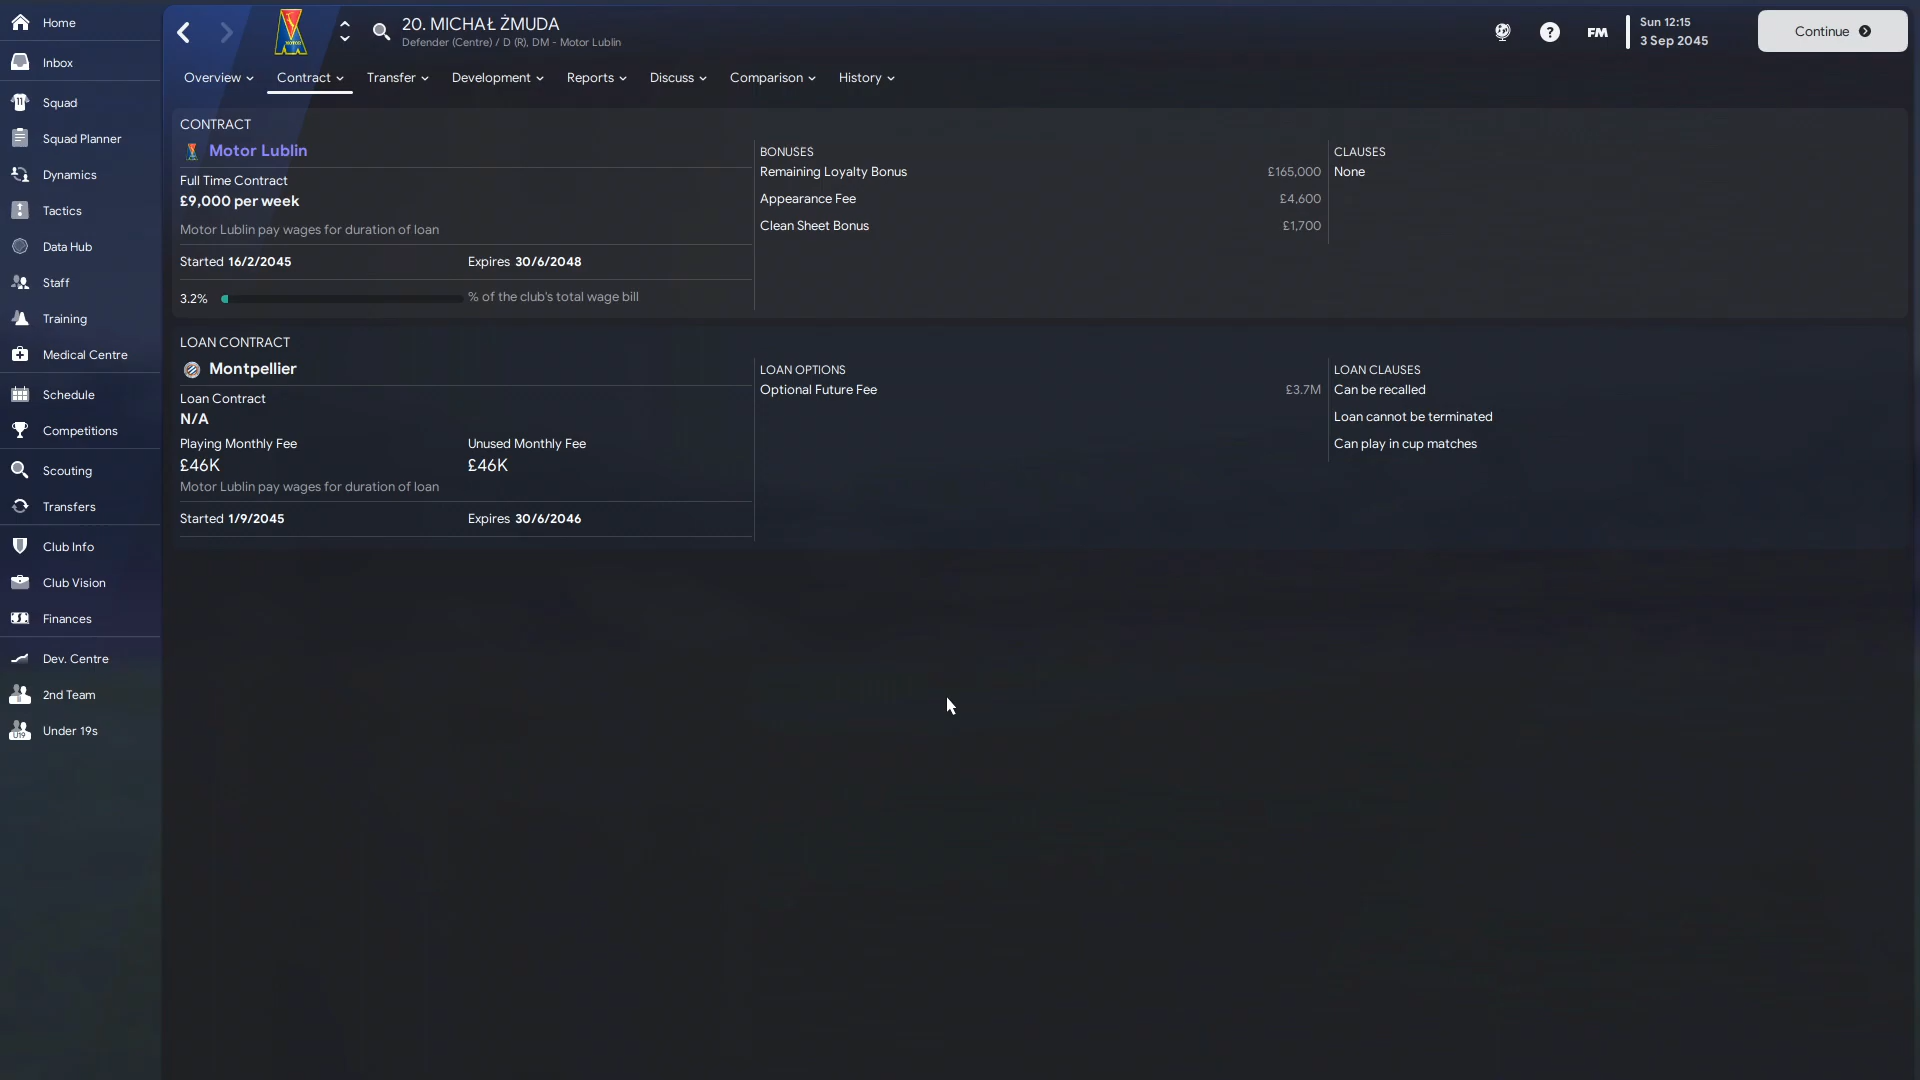 Home
Inbox
Squad
Squad Planner
Dynamics
Tactics
Data Hub
Staff
Training
Medical Centre
Schedule
Competitions
Scouting
Transfers
Club Info
Club Vision
Finances
Dev. Centre
2nd Team
Under 19s
20. MICHAŁ ŻMUDA
Defender (Centre) / D (R), DM - Motor Lublin
FM
Sun 12:15
3 Sep 2045
Continue
Overview
Contract
Transfer
Development
Reports
Discuss
Comparison
History
CONTRACT
Motor Lublin
Full Time Contract
£9,000 per week
Motor Lublin pay wages for duration of loan
Started 16/2/2045
Expires 30/6/2048
3.2%
% of the club's total wage bill
BONUSES
Remaining Loyalty Bonus £165,000
Appearance Fee £4,600
Clean Sheet Bonus £1,700
CLAUSES
None
LOAN CONTRACT
Montpellier
Loan Contract
N/A
Playing Monthly Fee
£46K
Unused Monthly Fee
£46K
Motor Lublin pay wages for duration of loan
Started 1/9/2045
Expires 30/6/2046
LOAN OPTIONS
Optional Future Fee £3.7M
LOAN CLAUSES
Can be recalled
Loan cannot be terminated
Can play in cup matches